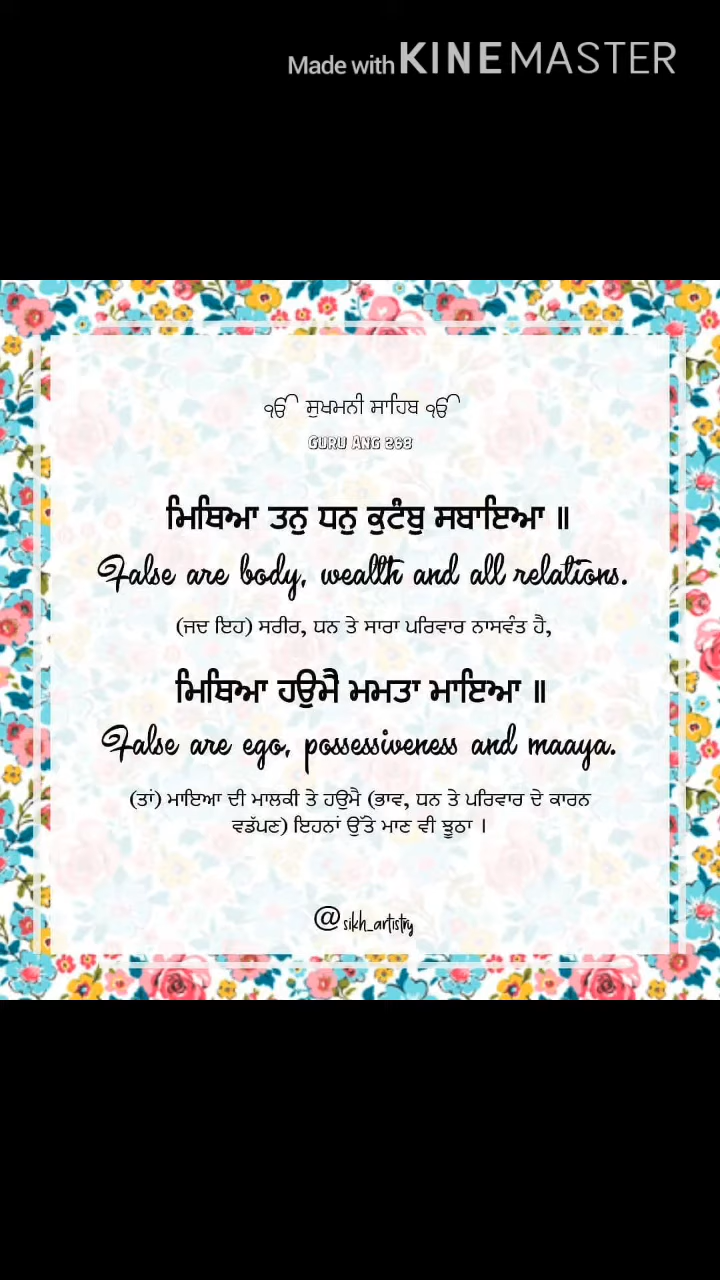 Made with KINEMASTER
ੴ ਸੁਖਮਨੀ ਸਾਹਿਬ ੴ
GURU ANG 268
ਮਿਥਿਆ ਤਨੁ ਧਨੁ ਕੁਟੰਬੁ ਸਬਾਇਆ ॥
False are body, wealth and all relations.
(ਜਦ ਇਹ) ਸਰੀਰ, ਧਨ ਤੇ ਸਾਰਾ ਪਰਿਵਾਰ ਨਾਸਵੰਤ ਹੈ,
ਮਿਥਿਆ ਹਉਮੈ ਮਮਤਾ ਮਾਇਆ ॥
False are ego, possessiveness and maaya.
(ਤਾਂ) ਮਾਇਆ ਦੀ ਮਾਲਕੀ ਤੇ ਹਉਮੈ (ਭਾਵ, ਧਨ ਤੇ ਪਰਿਵਾਰ ਦੇ ਕਾਰਨ
ਵਡੱਪਣ) ਇਹਨਾਂ ਉੱਤੇ ਮਾਣ ਵੀ ਝੂਠਾ ।
@sikh_artistry